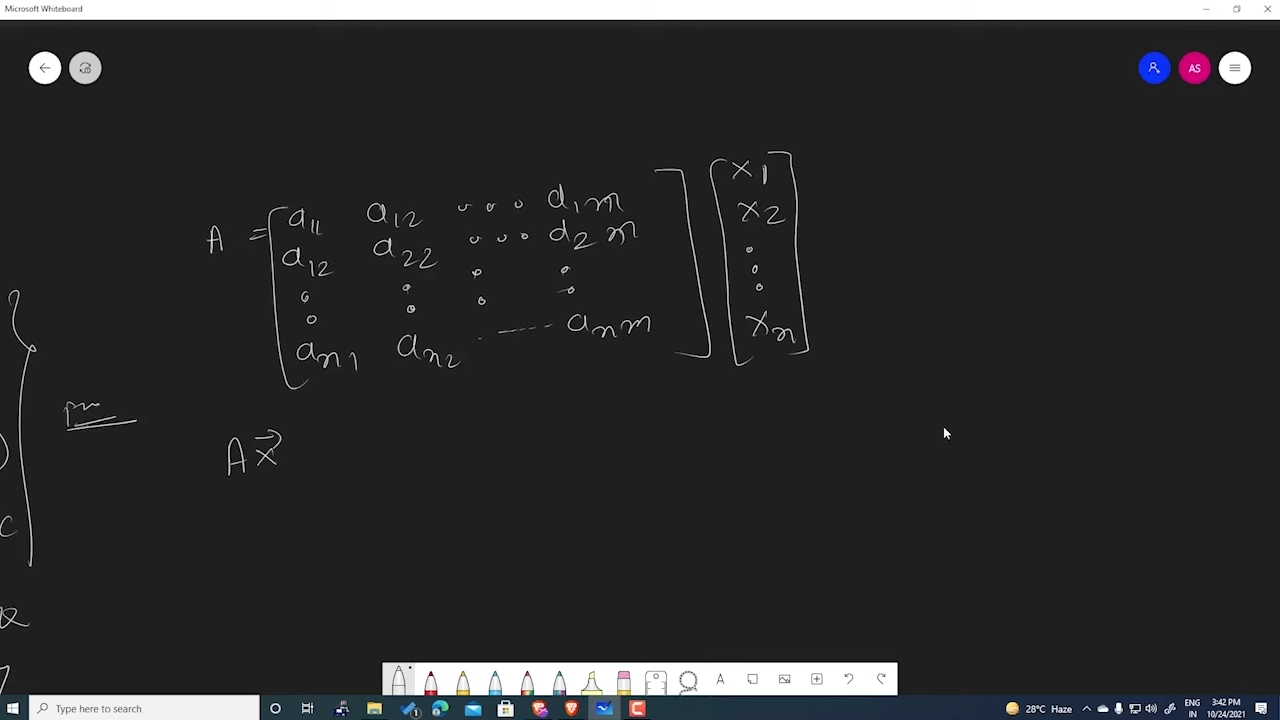 Microsoft Whiteboard
AS
A = [ a11 a12 ... a1m ] [ x1 ]
a12 a22 ... a2m x2
an1 an2 ---- anm xn
Ax⃗
Type here to search
28°C Haze
ENG
IN
3:42 PM
10/24/2021